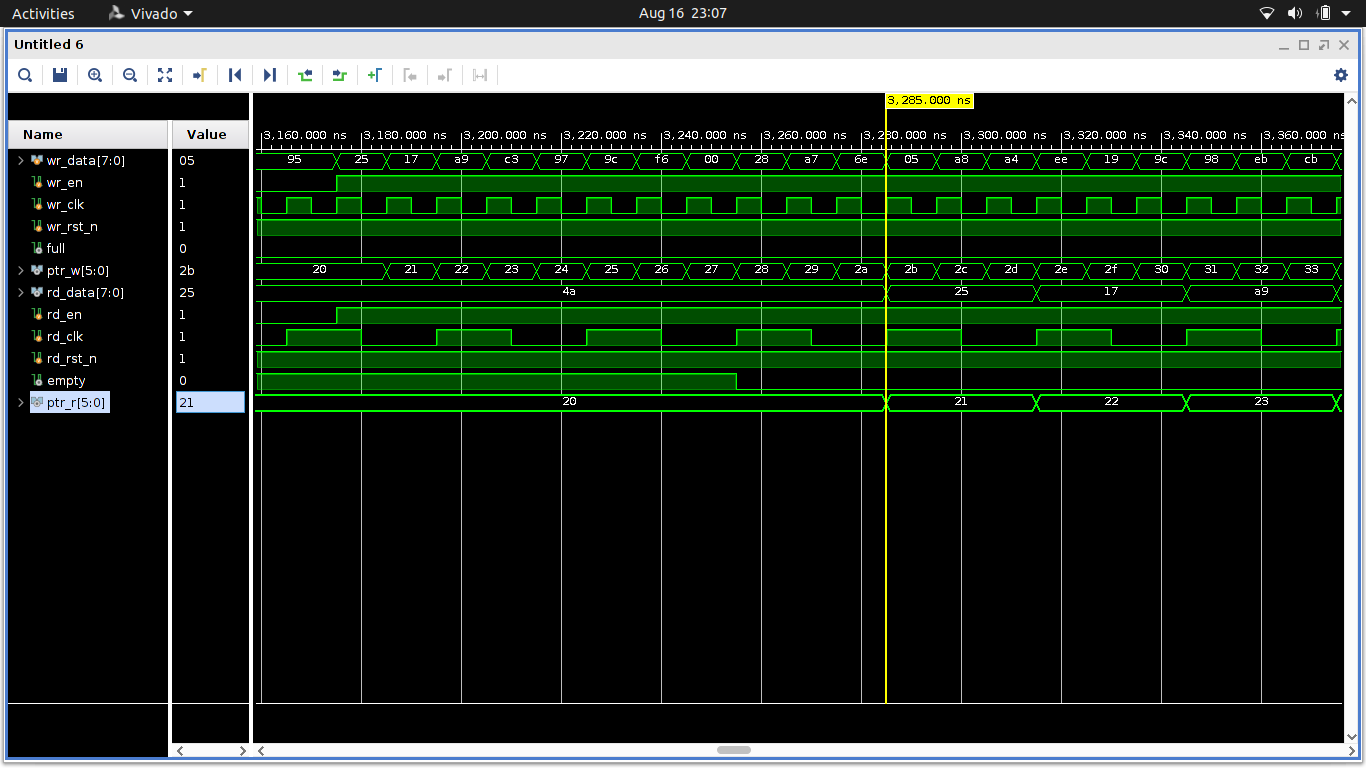 Activities Vivado Aug 16 23:07
Untitled 6
3,285.000 ns
Name Value 3,160.000 ns 3,180.000 ns 3,200.000 ns 3,220.000 ns 3,240.000 ns 3,260.000 ns 3,280.000 ns 3,300.000 ns 3,320.000 ns 3,340.000 ns 3,360.000 ns
wr_data[7:0] 05 95 25 17 a9 c3 97 9c f6 00 28 a7 6e 05 a8 a4 ee 19 9c 98 eb cb
wr_en 1
wr_clk 1
wr_rst_n 1
full 0
ptr_w[5:0] 2b 20 21 22 23 24 25 26 27 28 29 2a 2b 2c 2d 2e 2f 30 31 32 33
rd_data[7:0] 25 4a 25 17 a9
rd_en 1
rd_clk 1
rd_rst_n 1
empty 0
ptr_r[5:0] 21 20 21 22 23